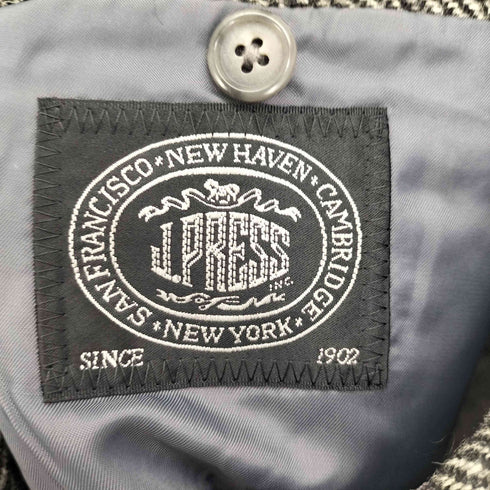 SAN FRANCISCO • NEW HAVEN • CAMBRIDGE • NEW YORK •
J. PRESS
INC.
SINCE 1902